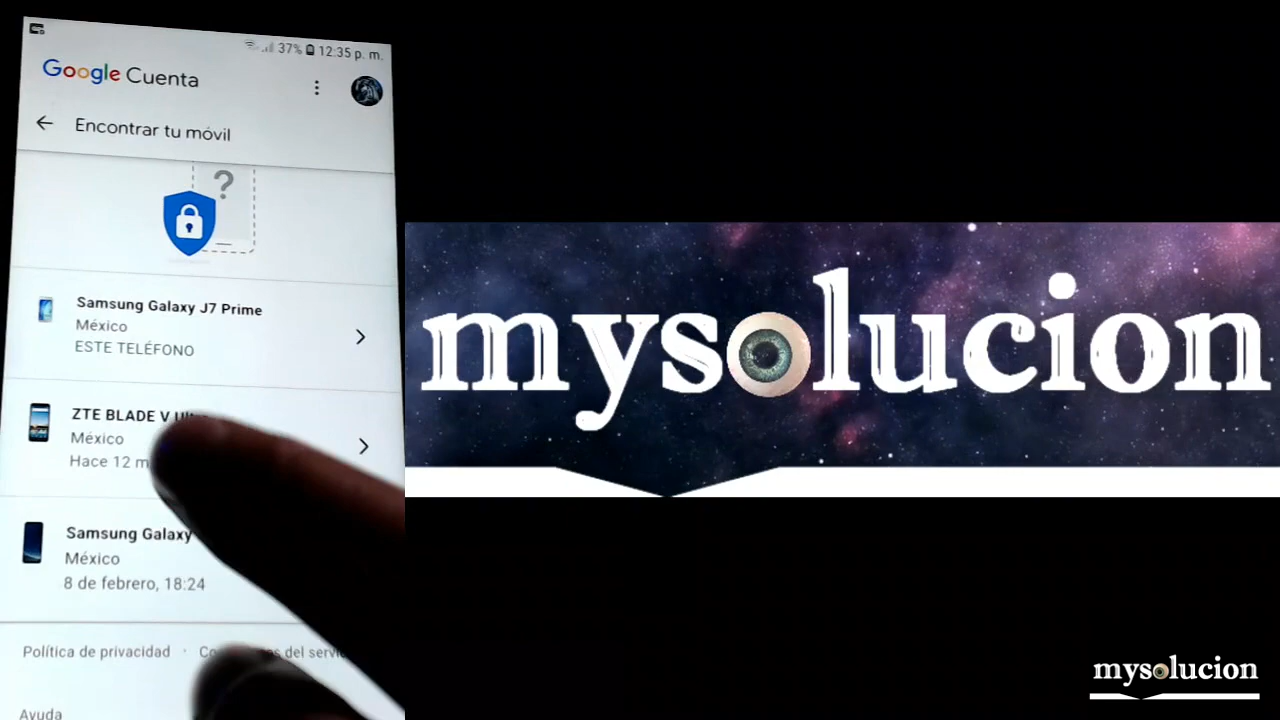 37% 12:35 p. m.
Google Cuenta
Encontrar tu móvil
?
Samsung Galaxy J7 Prime
México
ESTE TELÉFONO
ZTE BLADE V
México
Hace 12
Samsung Galaxy
México
8 de febrero, 18:24
Política de privacidad · del
Ayuda
mysolucion
mysolucion